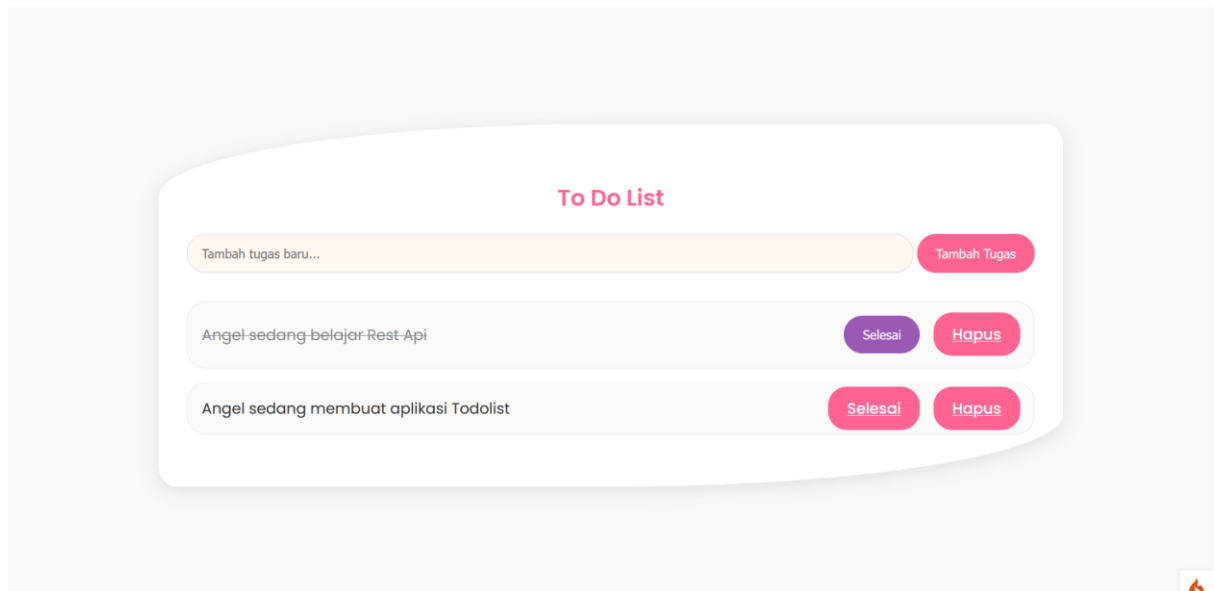 To Do List
Tambah tugas baru...
Tambah Tugas
Angel sedang belajar Rest Api
Selesai
Hapus
Angel sedang membuat aplikasi Todolist
Selesai
Hapus